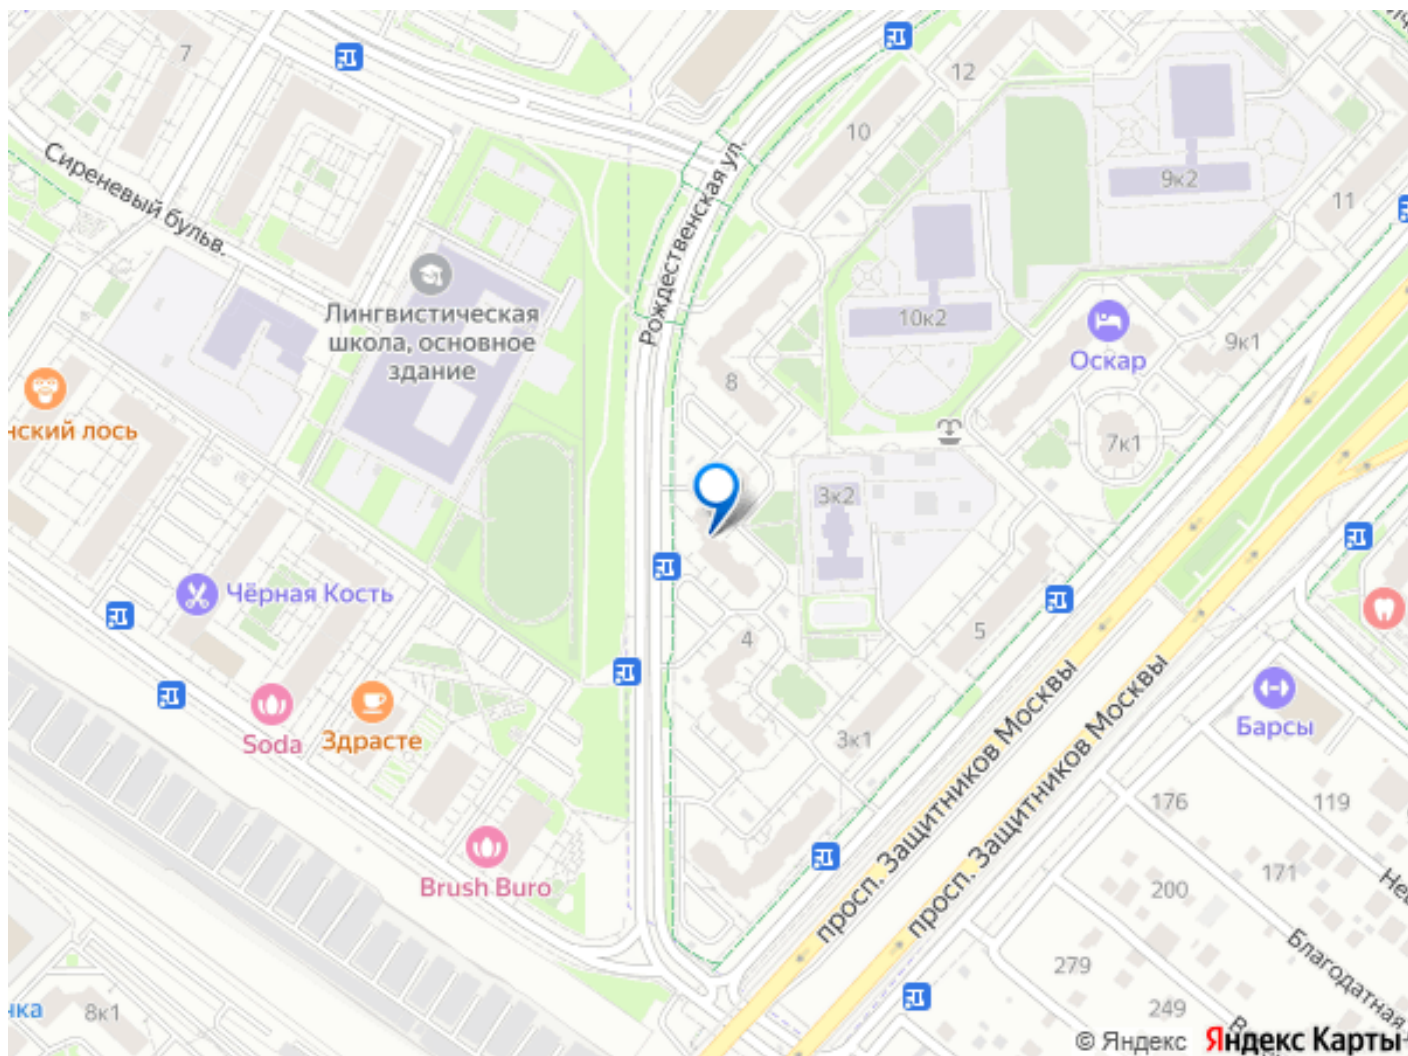 7
12
10
9к2
11
Сиреневый бульв.
Рождественская ул.
Лингвистическая
школа, основное
здание
10к2
Оскар
9к1
8
7к1
нский лось
3к2
Чёрная Кость
4
5
Soda
Здрасте
3к1
Барсы
просп. Защитников Москвы
просп. Защитников Москвы
176
119
171
200
Brush Buro
Благодатная
279
249
нка
8к1
© Яндекс
Яндекс Карты